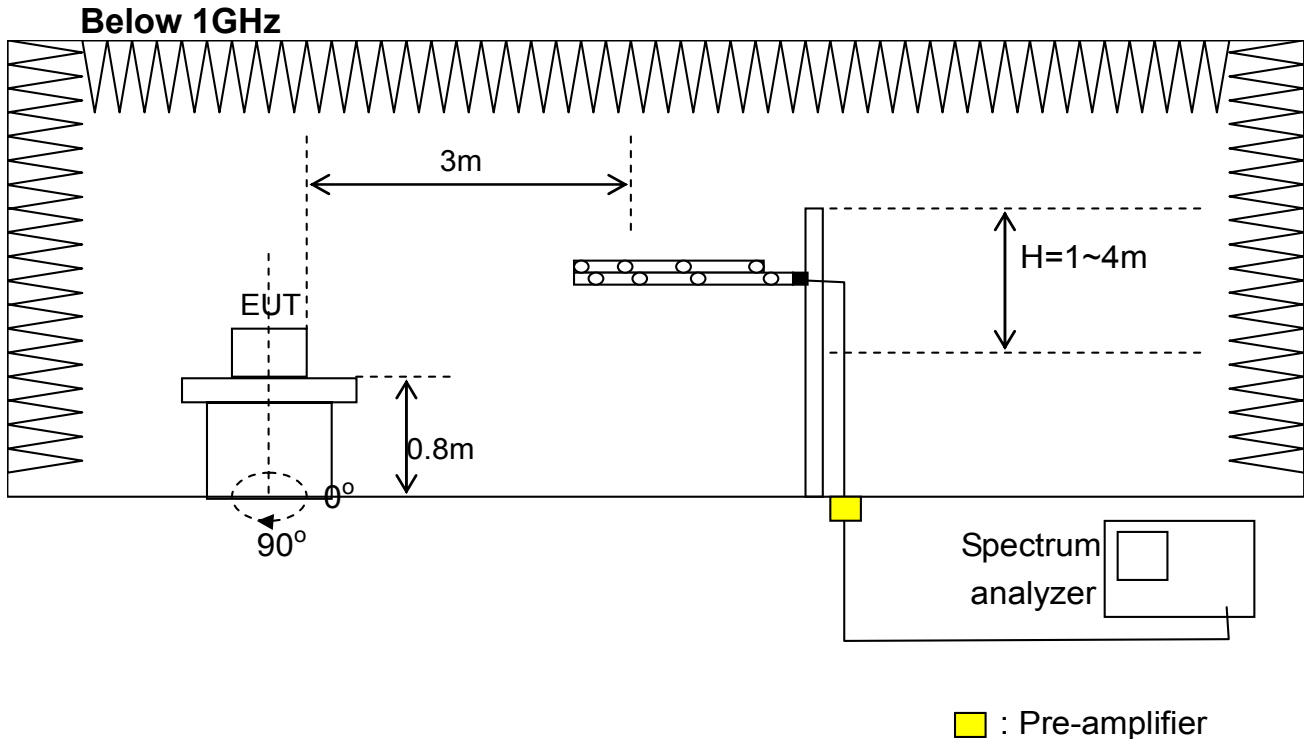 Below 1GHz
3m
H=1~4m
EUT
0.8m
0°
90°
Spectrum
analyzer
: Pre-amplifier